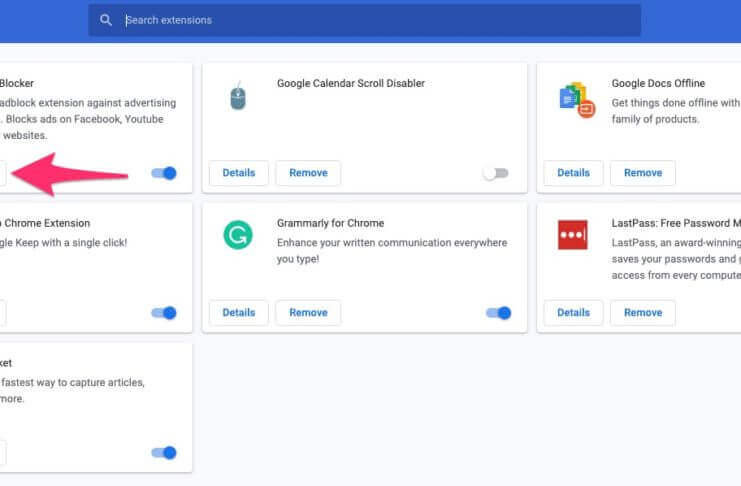 Search extensions
Blocker
adblock extension against advertising
. Blocks ads on Facebook, Youtube
websites.
Google Calendar Scroll Disabler
Details
Remove
Google Docs Offline
Get things done offline with
family of products.
Details
Remove
Chrome Extension
gle Keep with a single click!
Grammarly for Chrome
Enhance your written communication everywhere
you type!
Details
Remove
LastPass: Free Password M
LastPass, an award-winning
saves your passwords and g
access from every compute
Details
Remove
ket
fastest way to capture articles,
more.